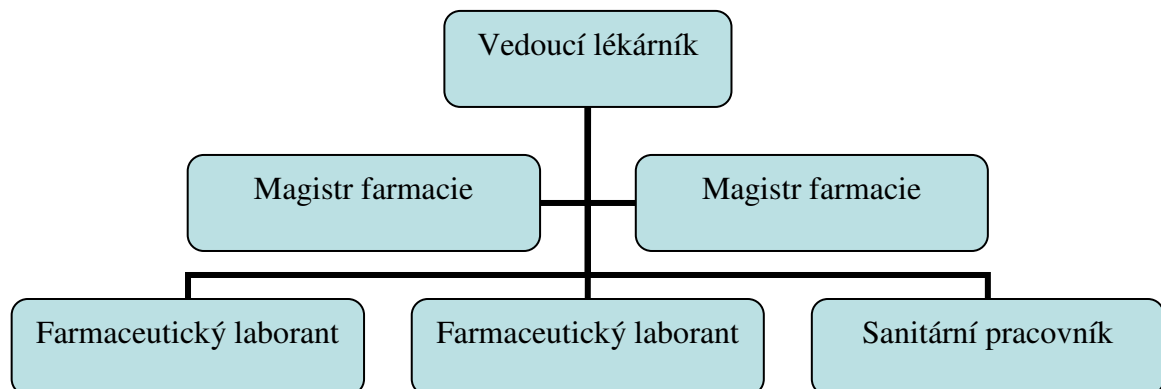 Vedoucí lékárník
Magistr farmacie
Magistr farmacie
Farmaceutický laborant
Farmaceutický laborant
Sanitární pracovník